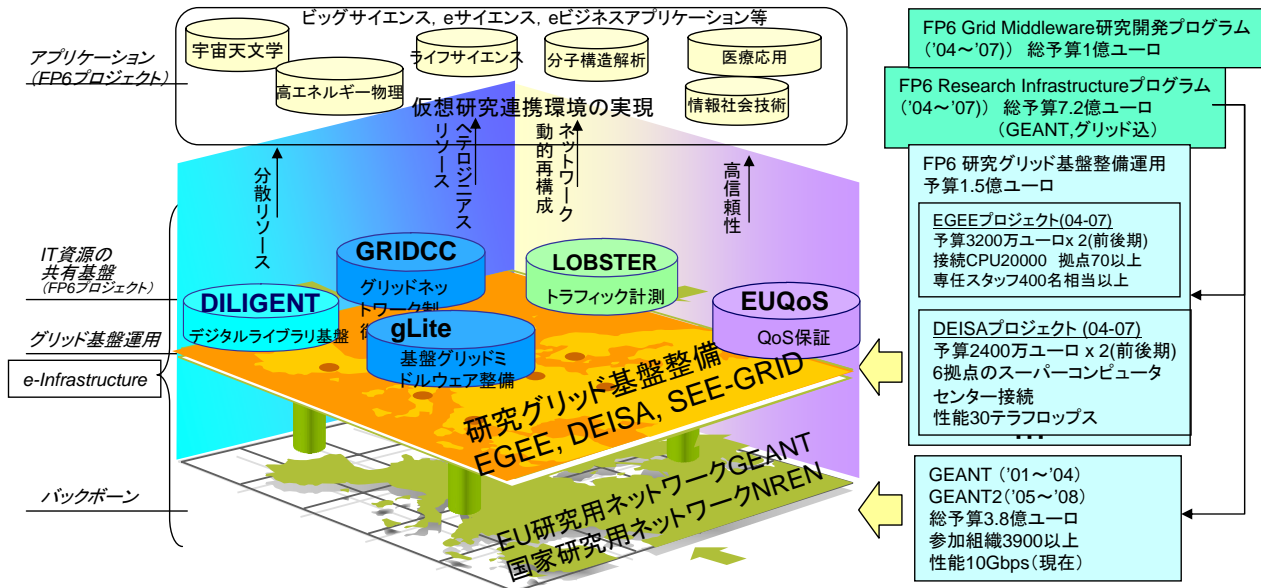 ビッグサイエンス, eサイエンス, eビジネスアプリケーション等
アプリケーション
(FP6プロジェクト)
宇宙天文学
ライフサイエンス
分子構造解析
医療応用
高エネルギー物理
情報社会技術
仮想研究連携環境の実現
分散リソース
ヘテロジニアス
リソース
ネットワーク
動的再構成
高信頼性
IT資源の
共有基盤
(FP6プロジェクト)
グリッド基盤運用
e-Infrastructure
バックボーン
GRIDCC
グリッドネッ
トワーク制
LOBSTER
トラフィック計測
DILIGENT
デジタルライブラリ基盤
gLite
基盤グリッドミ
ドルウェア整備
EUQoS
QoS保証
研究グリッド基盤整備
EGEE, DEISA, SEE-GRID
EU研究用ネットワークGEANT
国家研究用ネットワークNREN
FP6 Grid Middleware研究開発プログラム
('04～'07)) 総予算1億ユーロ
FP6 Research Infrastructureプログラム
('04～'07)) 総予算7.2億ユーロ
(GEANT,グリッド込)
FP6 研究グリッド基盤整備運用
予算1.5億ユーロ
EGEEプロジェクト(04-07)
予算3200万ユーロx 2(前後期)
接続CPU20000 拠点70以上
専任スタッフ400名相当以上
DEISAプロジェクト (04-07)
予算2400万ユーロ x 2(前後期)
6拠点のスーパーコンピュータ
センター接続
性能30テラフロップス
...
GEANT ('01～'04)
GEANT2('05～'08)
総予算3.8億ユーロ
参加組織3900以上
性能10Gbps(現在)